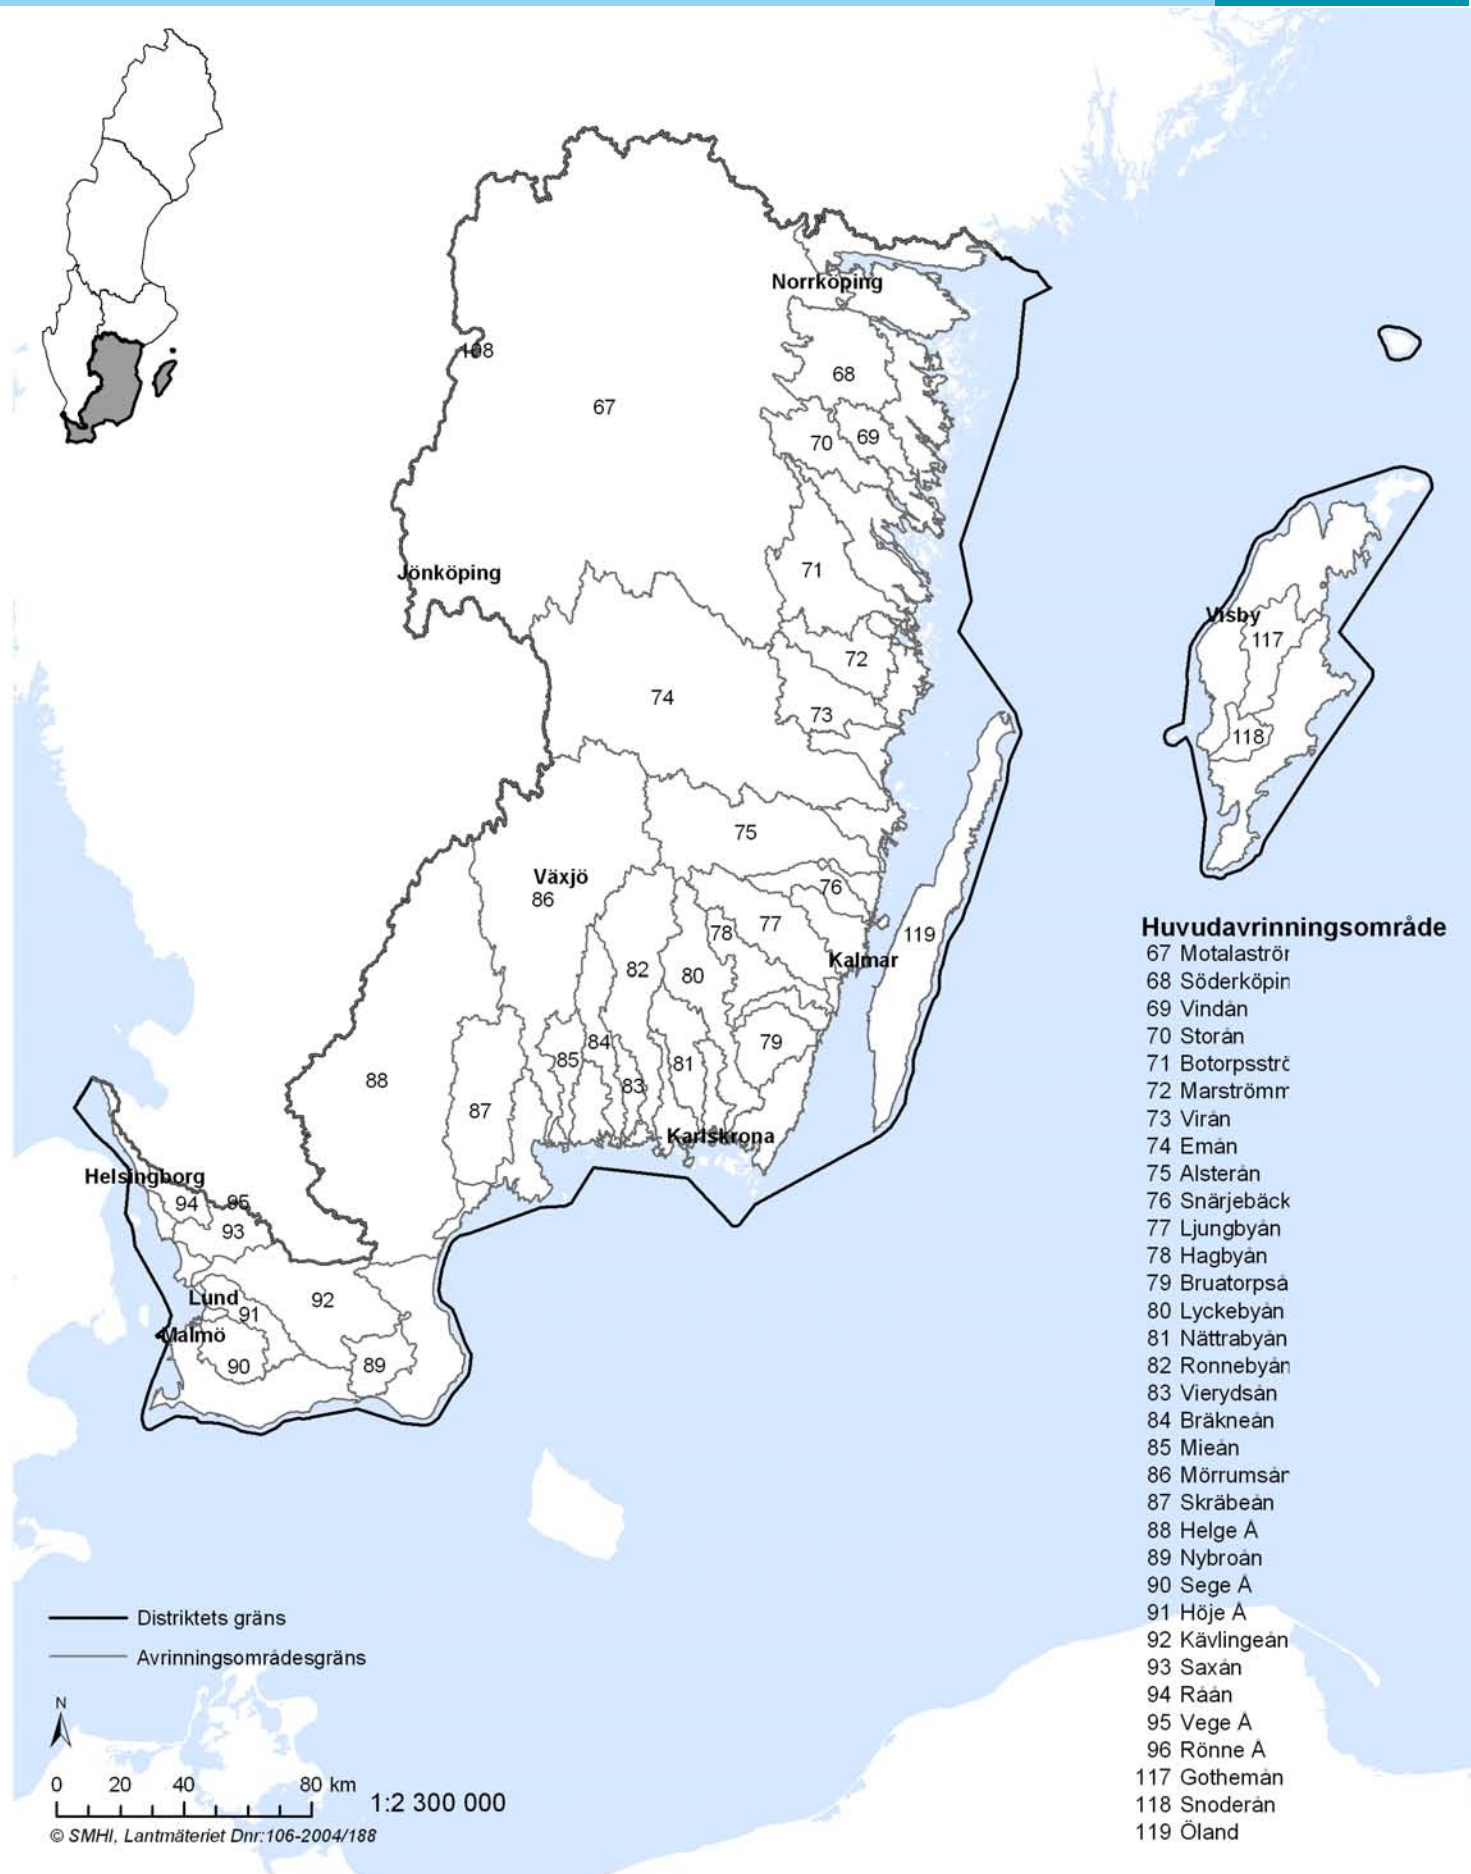 Norrköping
108
68
67
70
69
Jönköping
71
Visby
117
72
74
73
118
75
Växjö
76
86
77
78
119
Kalmar
82
80
79
84
85
81
88
83
87
Karlskrona
Helsingborg
94
95
93
Lund
92
91
Malmö
90
89
Huvudavrinningsområde
67 Motalaströr
68 Söderköpin
69 Vindån
70 Storån
71 Botorpsströ
72 Marströmm
73 Virån
74 Emån
75 Alsterån
76 Snärjebäck
77 Ljungbyån
78 Hagbyån
79 Bruatorpså
80 Lyckebyån
81 Nättrabyån
82 Ronnebyån
83 Vierydsån
84 Bräkneån
85 Mieån
86 Mörrumsån
87 Skräbeån
88 Helge Å
89 Nybroån
90 Sege Å
91 Höje Å
92 Kävlingeån
93 Saxån
94 Råån
95 Vege Å
96 Rönne Å
117 Gothemån
118 Snoderån
119 Öland
Distriktets gräns
Avrinningsområdesgräns
N
0 20 40 80 km
1:2 300 000
© SMHI, Lantmäteriet Dnr:106-2004/188